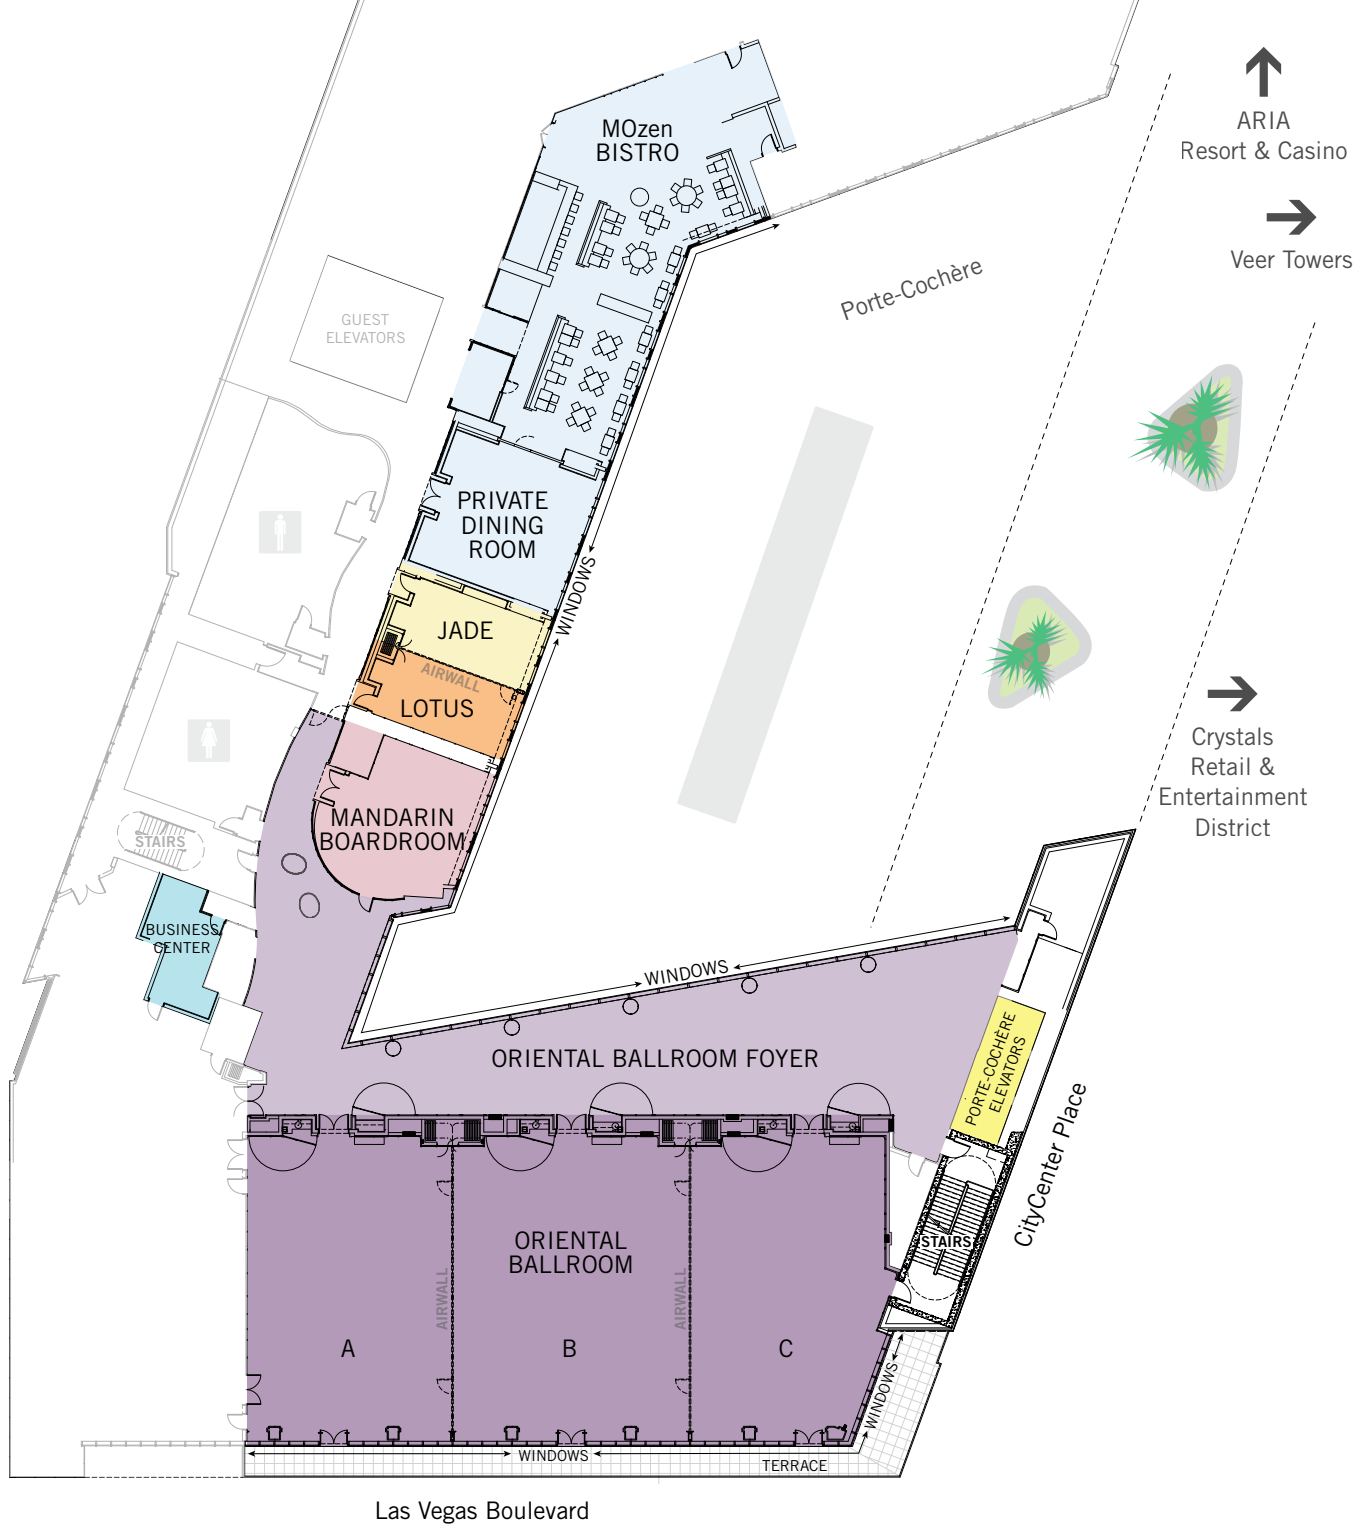 ARIA
Resort & Casino
Veer Towers
MOzen
BISTRO
Porte-Cochère
GUEST
ELEVATORS
PRIVATE
DINING
ROOM
WINDOWS
JADE
AIRWALL
LOTUS
Crystals
Retail &
Entertainment
District
MANDARIN
BOARDROOM
STAIRS
BUSINESS
CENTER
WINDOWS
ORIENTAL BALLROOM FOYER
PORTE-COCHÈRE
ELEVATORS
CityCenter Place
STAIRS
ORIENTAL
BALLROOM
AIRWALL
AIRWALL
A
B
C
WINDOWS
WINDOWS
TERRACE
Las Vegas Boulevard